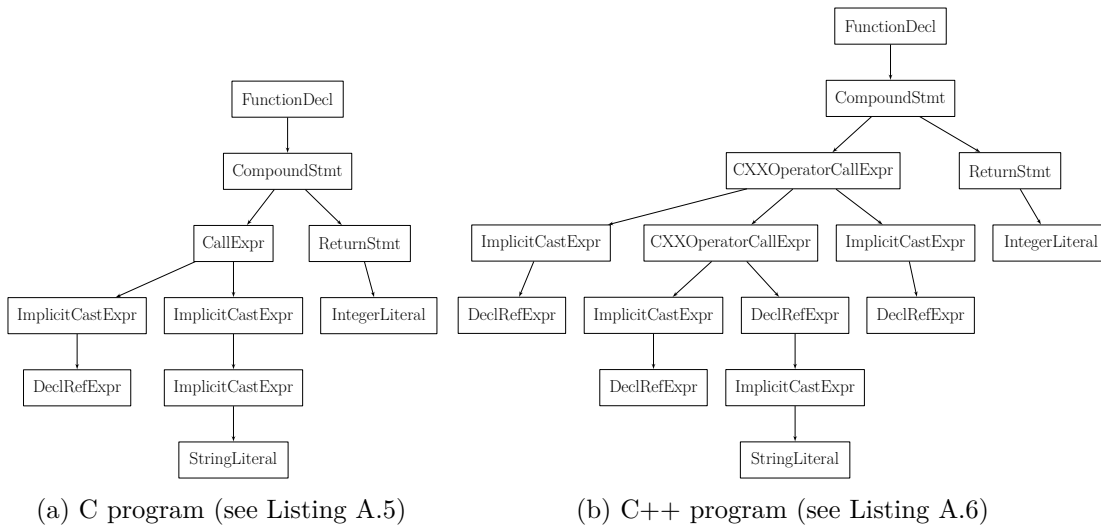 FunctionDecl
CompoundStmt
CallExpr ReturnStmt
ImplicitCastExpr ImplicitCastExpr IntegerLiteral
DeclRefExpr ImplicitCastExpr
StringLiteral
(a) C program (see Listing A.5)
FunctionDecl
CompoundStmt
CXXOperatorCallExpr ReturnStmt
ImplicitCastExpr CXXOperatorCallExpr ImplicitCastExpr IntegerLiteral
DeclRefExpr ImplicitCastExpr DeclRefExpr DeclRefExpr
DeclRefExpr ImplicitCastExpr
StringLiteral
(b) C++ program (see Listing A.6)